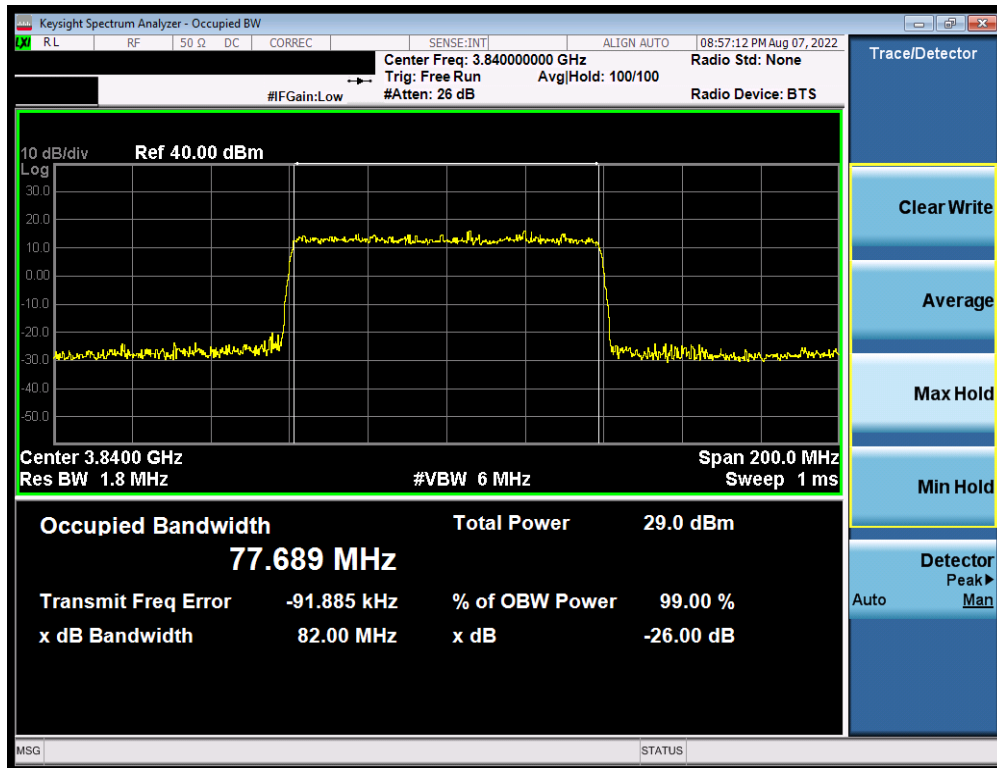 Keysight Spectrum Analyzer - Occupied BW
LXI RL RF 50 Ω DC CORREC SENSE:INT ALIGN AUTO 08:57:12 PM Aug 07, 2022
Center Freq: 3.840000000 GHz Radio Std: None
Trig: Free Run Avg|Hold: 100/100
#IFGain:Low #Atten: 26 dB Radio Device: BTS
Trace/Detector
10 dB/div Ref 40.00 dBm
Log
30.0
20.0
10.0
0.00
-10.0
-20.0
-30.0
-40.0
-50.0
Center 3.8400 GHz Span 200.0 MHz
Res BW 1.8 MHz #VBW 6 MHz Sweep 1 ms
Occupied Bandwidth Total Power 29.0 dBm
77.689 MHz
Transmit Freq Error -91.885 kHz % of OBW Power 99.00 %
x dB Bandwidth 82.00 MHz x dB -26.00 dB
Clear Write
Average
Max Hold
Min Hold
Detector
Peak▶
Auto Man
MSG STATUS